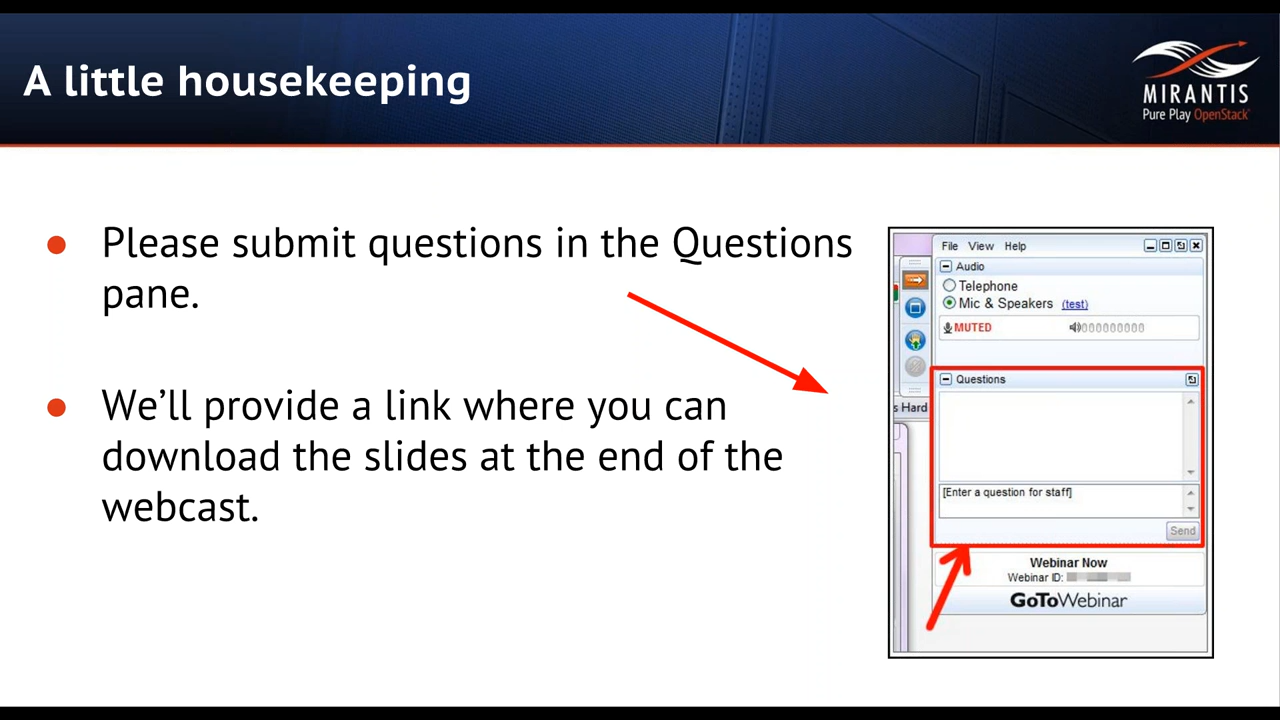 A little housekeeping
MIRANTIS
Pure Play OpenStack
● Please submit questions in the Questions
pane.
● We’ll provide a link where you can
download the slides at the end of the
webcast.
File View Help
Audio
Telephone
Mic & Speakers (test)
MUTED
Questions
s Hard
[Enter a question for staff]
Send
Webinar Now
Webinar ID:
GoToWebinar